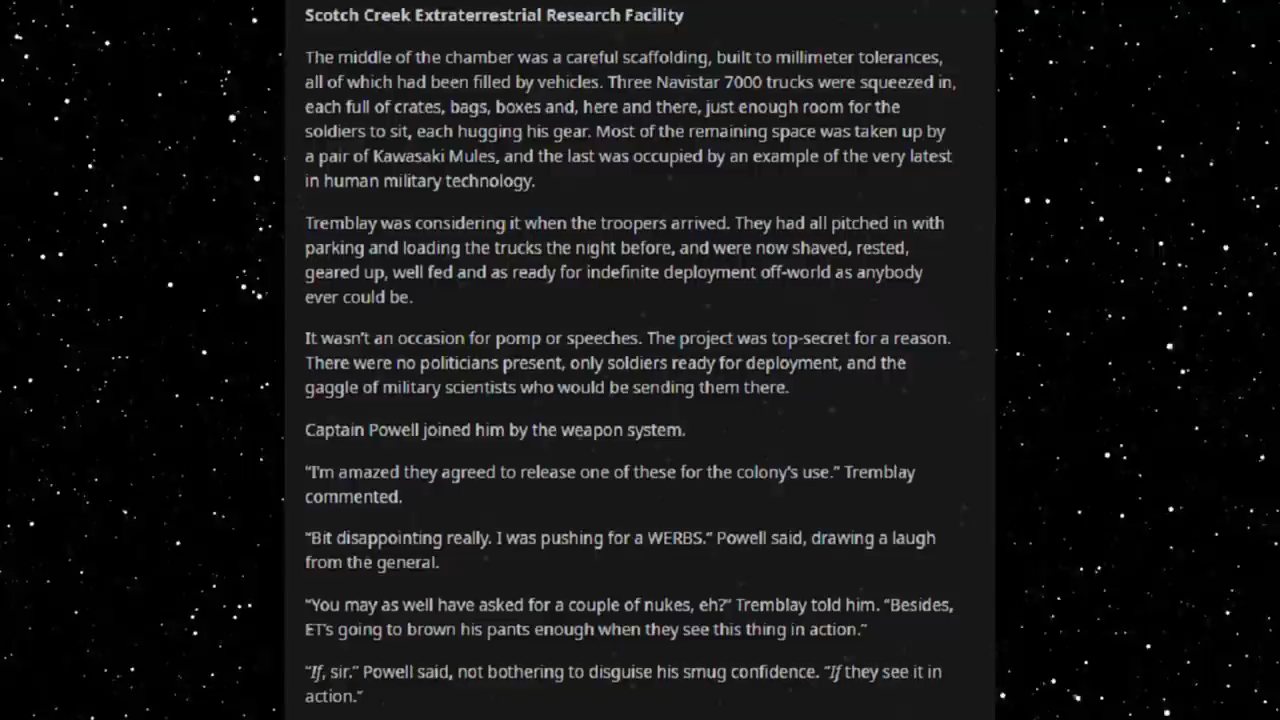 Scotch Creek Extraterrestrial Research Facility
The middle of the chamber was a careful scaffolding, built to millimeter tolerances,
all of which had been filled by vehicles. Three Navistar 7000 trucks were squeezed in,
each full of crates, bags, boxes and, here and there, just enough room for the
soldiers to sit, each hugging his gear. Most of the remaining space was taken up by
a pair of Kawasaki Mules, and the last was occupied by an example of the very latest
in human military technology.
Tremblay was considering it when the troopers arrived. They had all pitched in with
parking and loading the trucks the night before, and were now shaved, rested,
geared up, well fed and as ready for indefinite deployment off-world as anybody
ever could be.
It wasn't an occasion for pomp or speeches. The project was top-secret for a reason.
There were no politicians present, only soldiers ready for deployment, and the
gaggle of military scientists who would be sending them there.
Captain Powell joined him by the weapon system.
“I'm amazed they agreed to release one of these for the colony's use.” Tremblay
commented.
“Bit disappointing really. I was pushing for a WERBS.” Powell said, drawing a laugh
from the general.
“You may as well have asked for a couple of nukes, eh?” Tremblay told him. “Besides,
ET's going to brown his pants enough when they see this thing in action.”
“If, sir.” Powell said, not bothering to disguise his smug confidence. “If they see it in
action.”